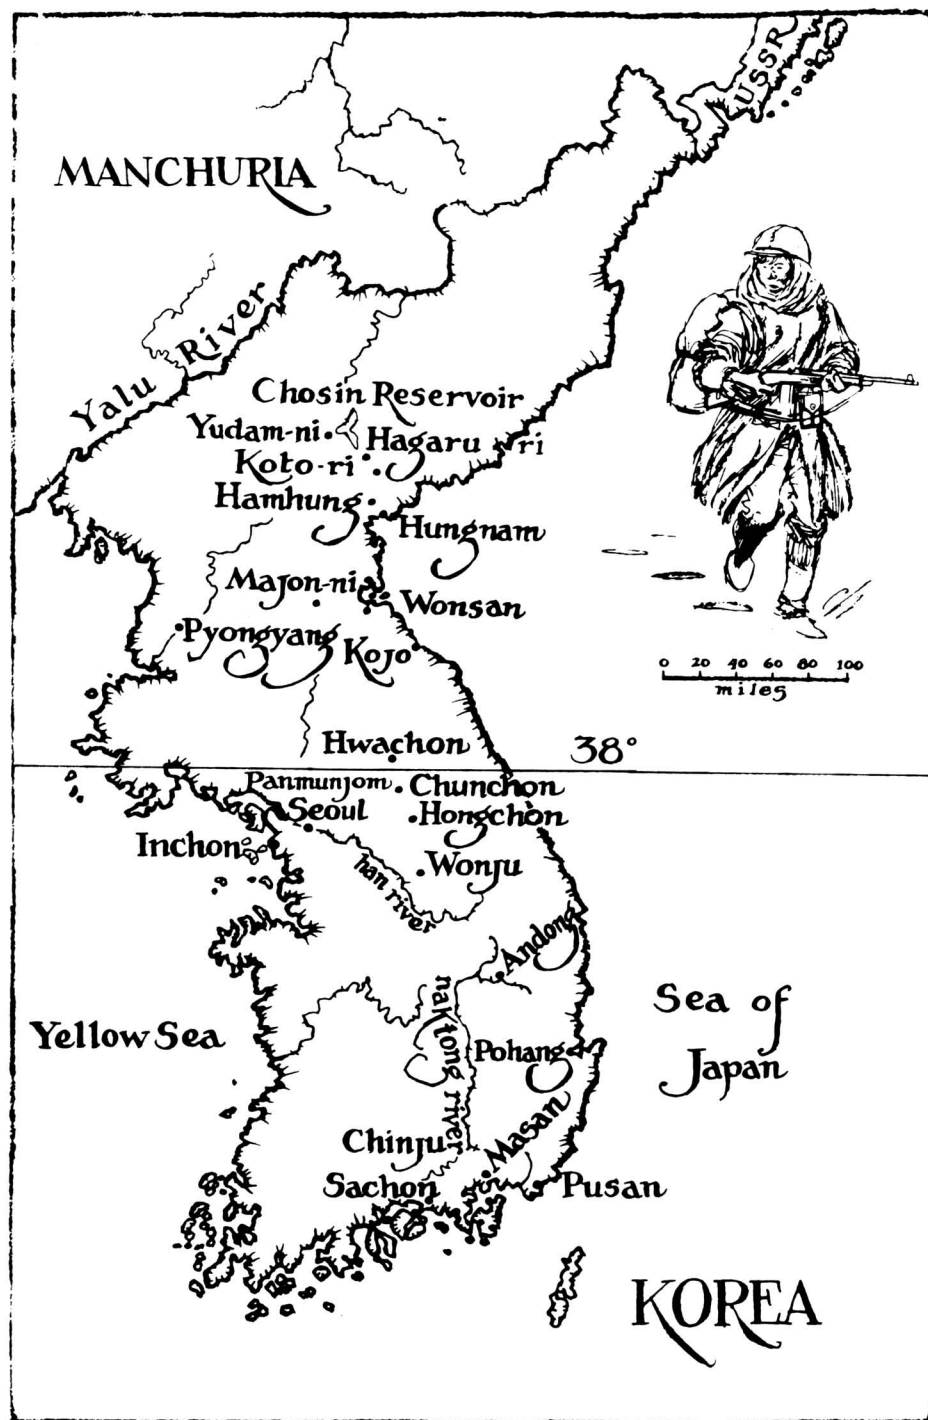 USSR
MANCHURIA
Yalu River
Chosin Reservoir
Yudam-ni
Hagaru ri
Koto-ri
Hamhung
Hungnam
Majon-ni
Wonsan
Pyongyang
Kojo
0 20 40 60 80 100
miles
Hwachon
38°
Panmunjom
Chunchon
Seoul
Hongchon
Inchon
Wonju
han river
Andong
naktong river
Sea of
Japan
Yellow Sea
Pohang
Masan
Chinju
Sachon
Pusan
KOREA